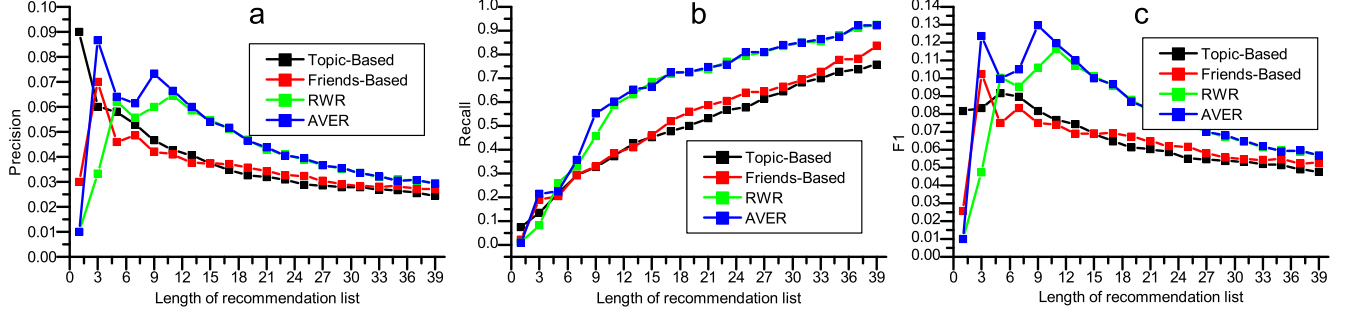 a
0.10
0.09
0.08
0.07
0.06
0.05
0.04
0.03
0.02
0.01
0.00
Precision
Topic-Based
Friends-Based
RWR
AVER
0 3 6 9 12 15 18 21 24 27 30 33 36 39
Length of recommendation list
b
1.0
0.9
0.8
0.7
0.6
0.5
0.4
0.3
0.2
0.1
0.0
Recall
Topic-Based
Friends-Based
RWR
AVER
0 3 6 9 12 15 18 21 24 27 30 33 36 39
Length of recommendation list
c
0.14
0.13
0.12
0.11
0.10
0.09
0.08
0.07
0.06
0.05
0.04
0.03
0.02
0.01
0.00
F1
Topic-Based
Friends-Based
RWR
AVER
0 3 6 9 12 15 18 21 24 27 30 33 36 39
Length of recommendation list